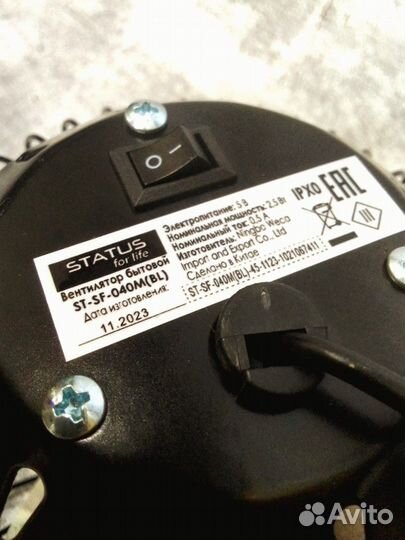 STATUS
for life
Вентилятор бытовой
ST-SF-040M(BL)
Дата изготовления:
11.2023
Электропитание: 5 В
Номинальная мощность: 2,5 Вт
Номинальный ток: 0,5 А
Изготовитель: Ningbo Weca
Import and Export Co., Ltd
Сделано в Китае
ST-SF-040M(BL)-45-1123-1021067411
IPX0
EAC
III
Avito